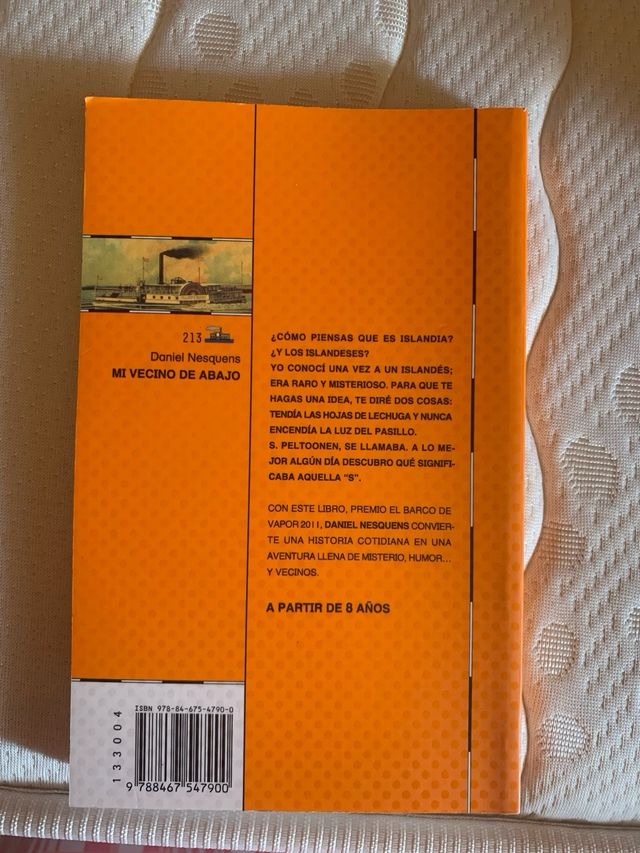 213
Daniel Nesquens
MI VECINO DE ABAJO
¿CÓMO PIENSAS QUE ES ISLANDIA?
¿Y LOS ISLANDESES?
YO CONOCÍ UNA VEZ A UN ISLANDÉS;
ERA RARO Y MISTERIOSO. PARA QUE TE
HAGAS UNA IDEA, TE DIRÉ DOS COSAS:
TENDÍA LAS HOJAS DE LECHUGA Y NUNCA
ENCENDÍA LA LUZ DEL PASILLO.
S. PELTOONEN, SE LLAMABA. A LO ME-
JOR ALGÚN DÍA DESCUBRO QUÉ SIGNIFI-
CABA AQUELLA "S".
CON ESTE LIBRO, PREMIO EL BARCO DE
VAPOR 2011, DANIEL NESQUENS CONVIER-
TE UNA HISTORIA COTIDIANA EN UNA
AVENTURA LLENA DE MISTERIO, HUMOR...
Y VECINOS.
A PARTIR DE 8 AÑOS
ISBN 978-84-675-4790-0
133004
9 788467 547900